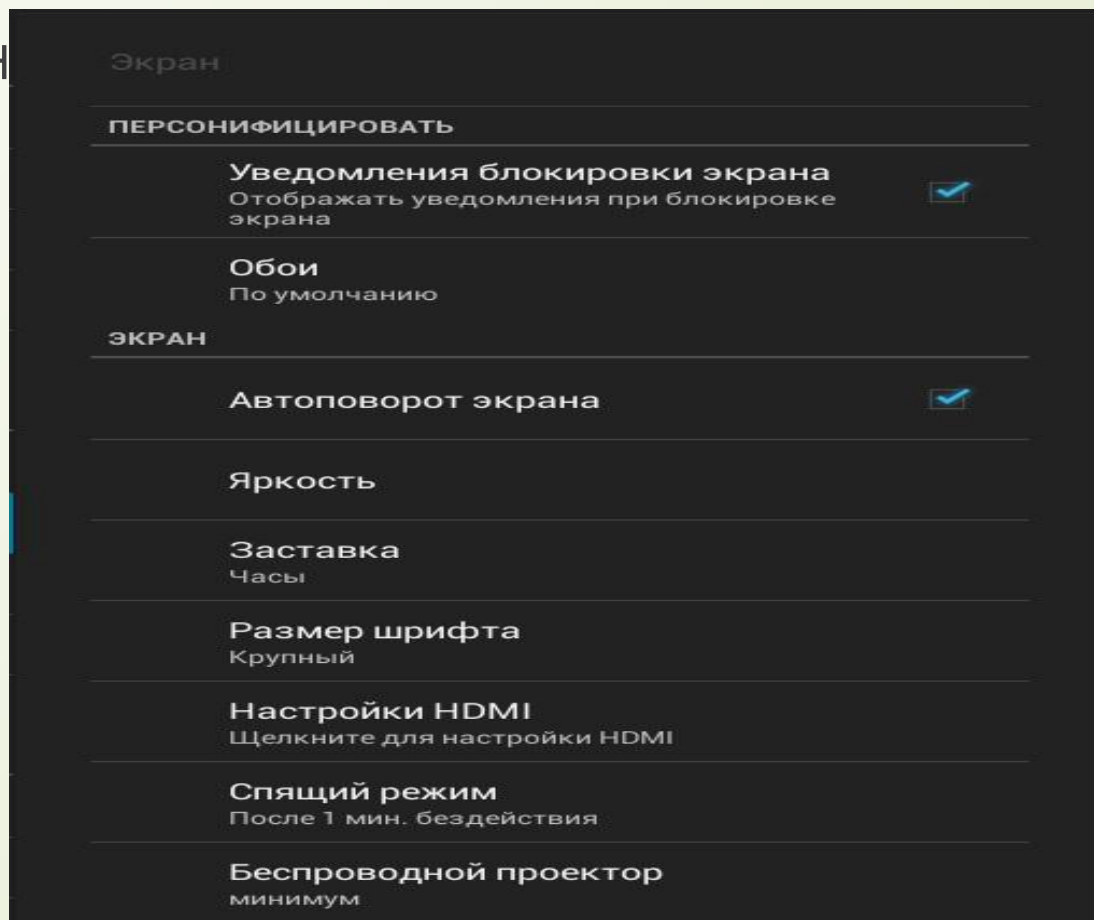 Экран
ПЕРСОНИФИЦИРОВАТЬ
Уведомления блокировки экрана
Отображать уведомления при блокировке
экрана
Обои
По умолчанию
ЭКРАН
Автоповорот экрана
Яркость
Заставка
Часы
Размер шрифта
Крупный
Настройки HDMI
Щелкните для настройки HDMI
Спящий режим
После 1 мин. бездействия
Беспроводной проектор
минимум